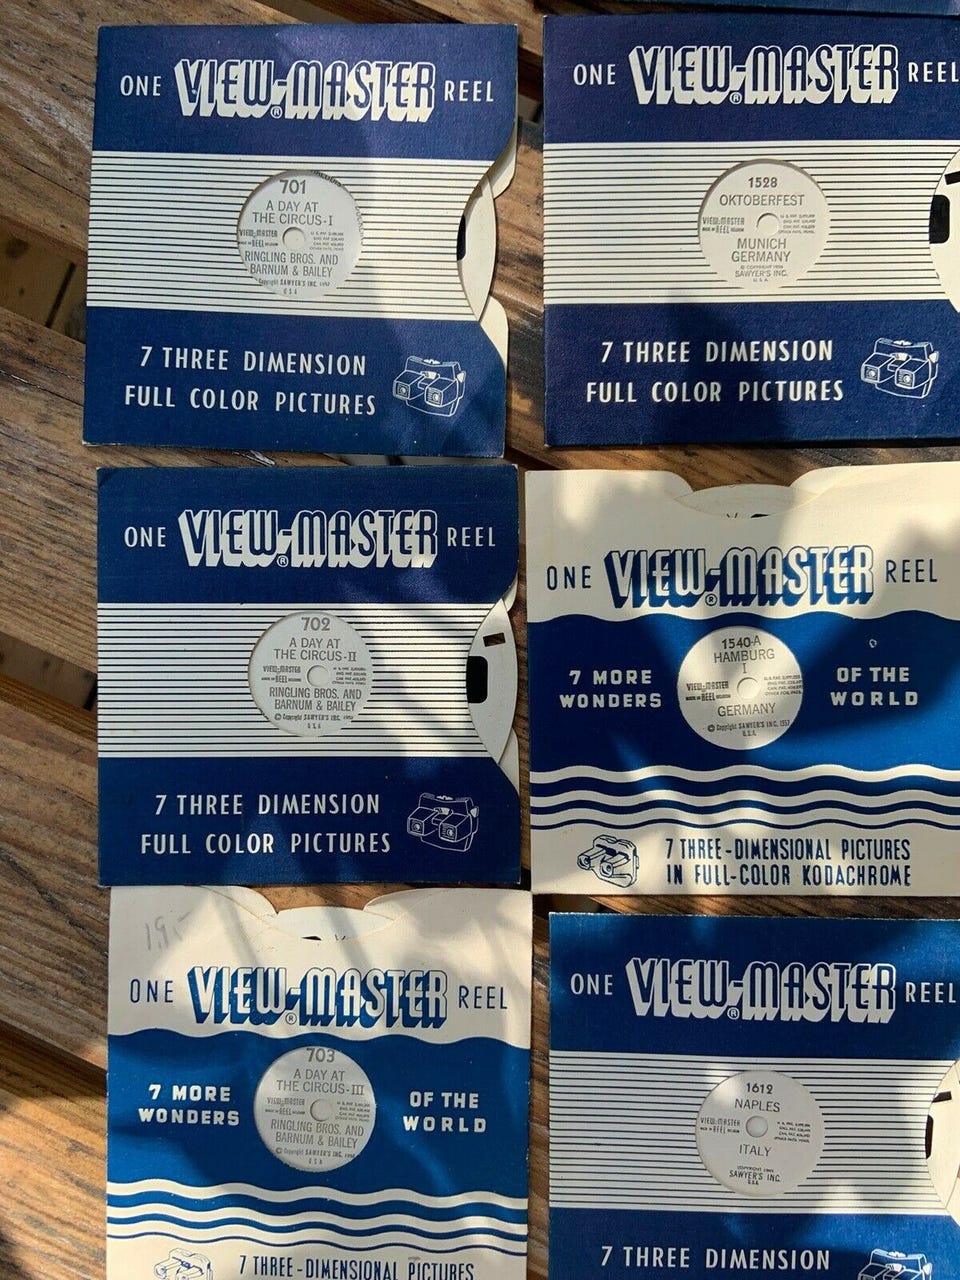 ONE VIEW-MASTER® REEL
701
A DAY AT
THE CIRCUS-I
VIEW-MASTER
REEL
RINGLING BROS. AND
BARNUM & BAILEY
Copyright SAWYER'S INC. 1952
U.S.A
7 THREE DIMENSION
FULL COLOR PICTURES
ONE VIEW-MASTER® REEL
1528
OKTOBERFEST
VIEW-MASTER
REEL
MUNICH
GERMANY
SAWYER'S INC.
U.S.A.
7 THREE DIMENSION
FULL COLOR PICTURES
ONE VIEW-MASTER® REEL
702
A DAY AT
THE CIRCUS-II
VIEW-MASTER
REEL
RINGLING BROS. AND
BARNUM & BAILEY
© Copyright SAWYER'S INC. 1952
U.S.A
7 THREE DIMENSION
FULL COLOR PICTURES
ONE VIEW-MASTER® REEL
7 MORE
WONDERS
1540-A
HAMBURG
I
VIEW-MASTER
REEL
GERMANY
© Copyright SAWYER'S INC., 1957
U.S.A.
OF THE
WORLD
7 THREE-DIMENSIONAL PICTURES
IN FULL-COLOR KODACHROME
ONE VIEW-MASTER® REEL
7 MORE
WONDERS
703
A DAY AT
THE CIRCUS-III
VIEW-MASTER
REEL
RINGLING BROS. AND
BARNUM & BAILEY
© Copyright SAWYER'S INC. 1952
U.S.A
OF THE
WORLD
7 THREE-DIMENSIONAL PICTURES
ONE VIEW-MASTER® REEL
1612
NAPLES
VIEW-MASTER
REEL
ITALY
COPYRIGHT
SAWYER'S INC.
U.S.A
7 THREE DIMENSION